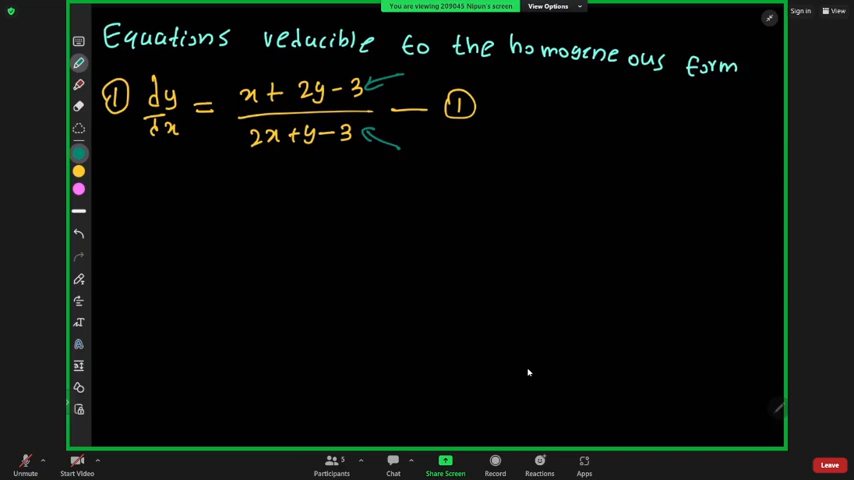 You are viewing 209045 Nipun's screen
View Options
Sign in
View
Equations reducible to the homogeneous form
① dy/dx = x + 2y - 3 / 2x + y - 3 — ①
Unmute
Start Video
5
Participants
Chat
Share Screen
Record
Reactions
Apps
Leave